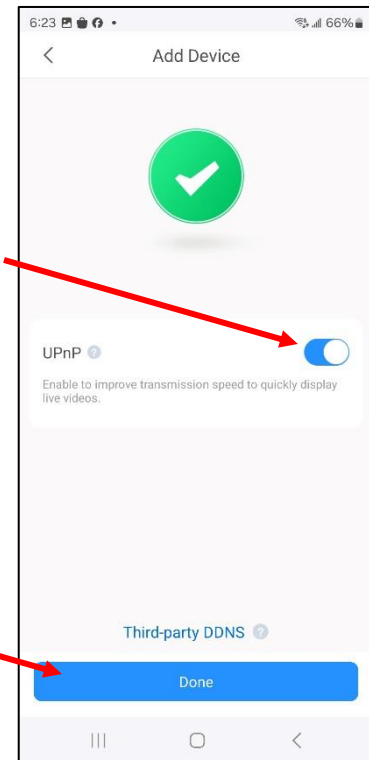 6:23
66%
Add Device
UPnP
Enable to improve transmission speed to quickly display
live videos.
Third-party DDNS
Done